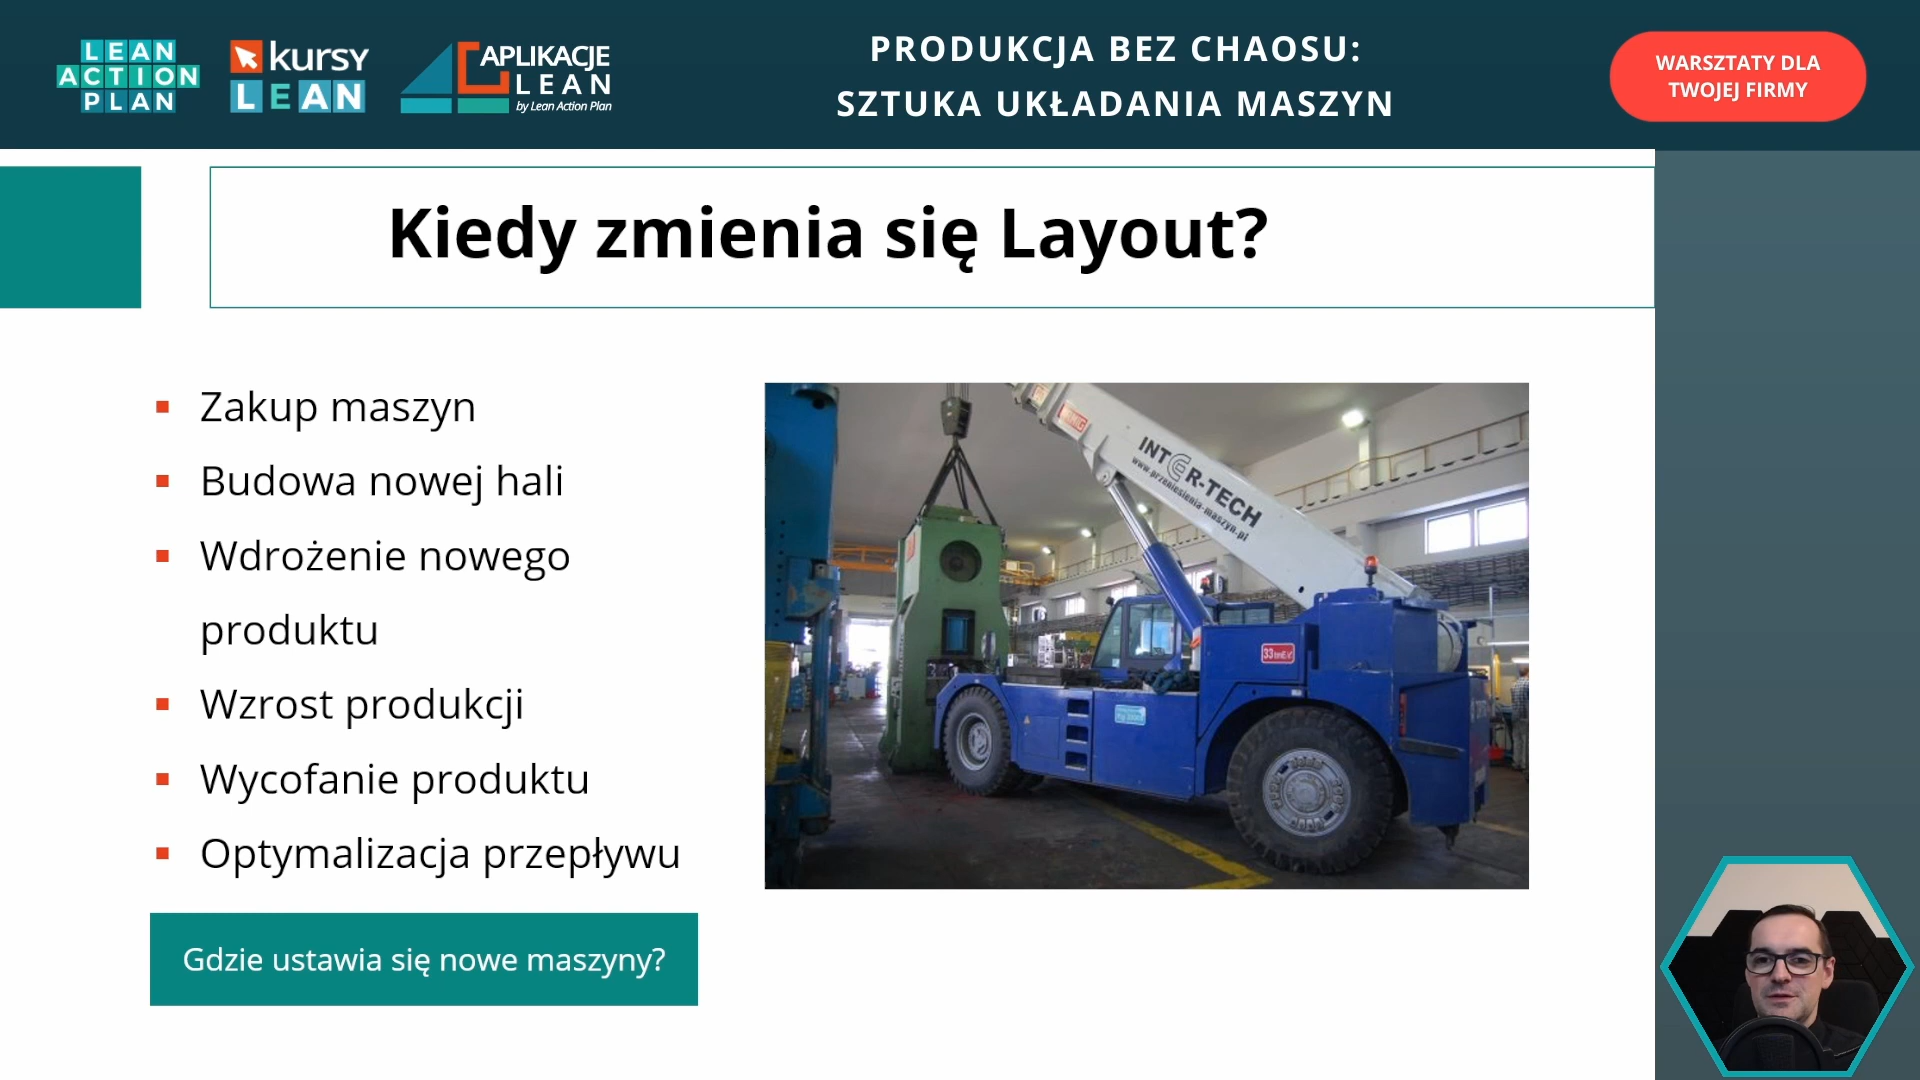 LEAN
ACTION
PLAN
kursy
LEAN
APLIKACJE
LEAN
by Lean Action Plan
PRODUKCJA BEZ CHAOSU:
SZTUKA UKŁADANIA MASZYN
WARSZTATY DLA
TWOJEJ FIRMY
Kiedy zmienia się Layout?
Zakup maszyn
Budowa nowej hali
Wdrożenie nowego
produktu
Wzrost produkcji
Wycofanie produktu
Optymalizacja przepływu
Gdzie ustawia się nowe maszyny?
INTER-TECH
www.przeniesienia-maszyn.pl